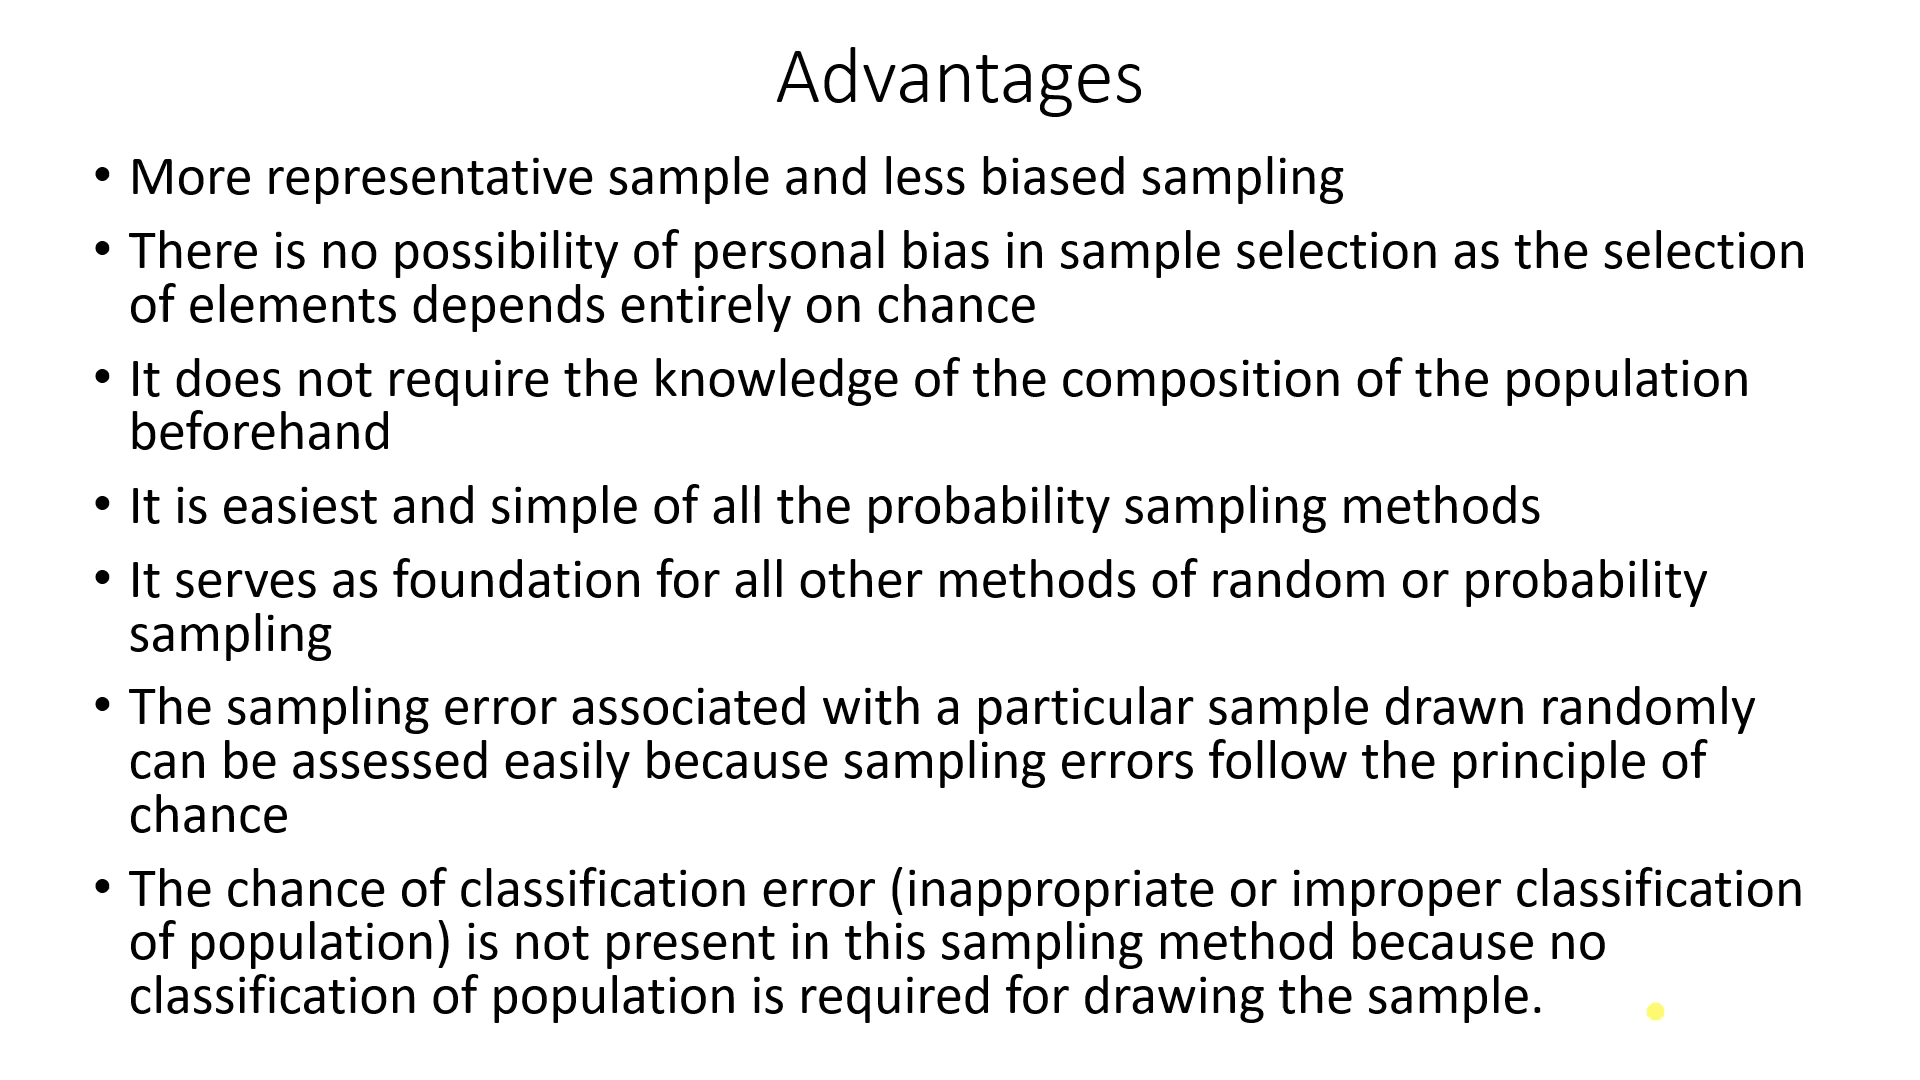 Advantages
• More representative sample and less biased sampling
• There is no possibility of personal bias in sample selection as the selection
of elements depends entirely on chance
• It does not require the knowledge of the composition of the population
beforehand
• It is easiest and simple of all the probability sampling methods
• It serves as foundation for all other methods of random or probability
sampling
• The sampling error associated with a particular sample drawn randomly
can be assessed easily because sampling errors follow the principle of
chance
• The chance of classification error (inappropriate or improper classification
of population) is not present in this sampling method because no
classification of population is required for drawing the sample.